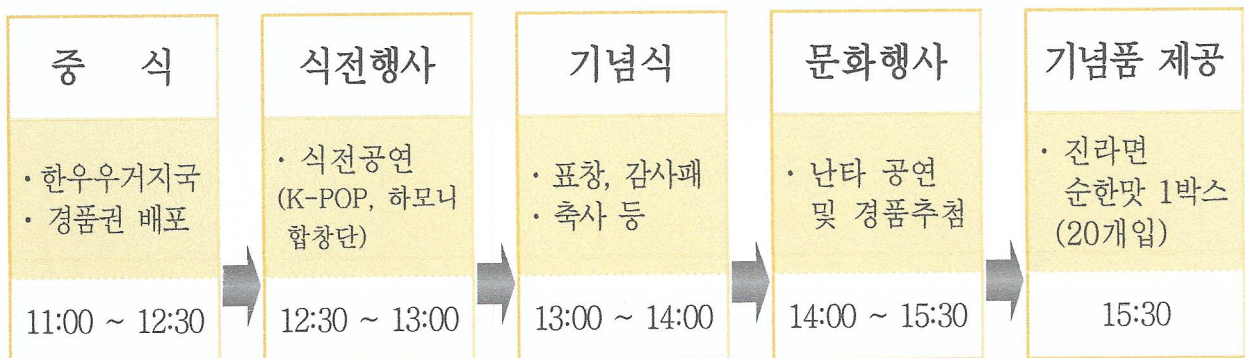 중 식
· 한우우거지국
· 경품권 배포
11:00 ~ 12:30
식전행사
· 식전공연
(K-POP, 하모니
합창단)
12:30 ~ 13:00
기념식
· 표창, 감사패
· 축사 등
13:00 ~ 14:00
문화행사
· 난타 공연
및 경품추첨
14:00 ~ 15:30
기념품 제공
· 진라면
순한맛 1박스
(20개입)
15:30